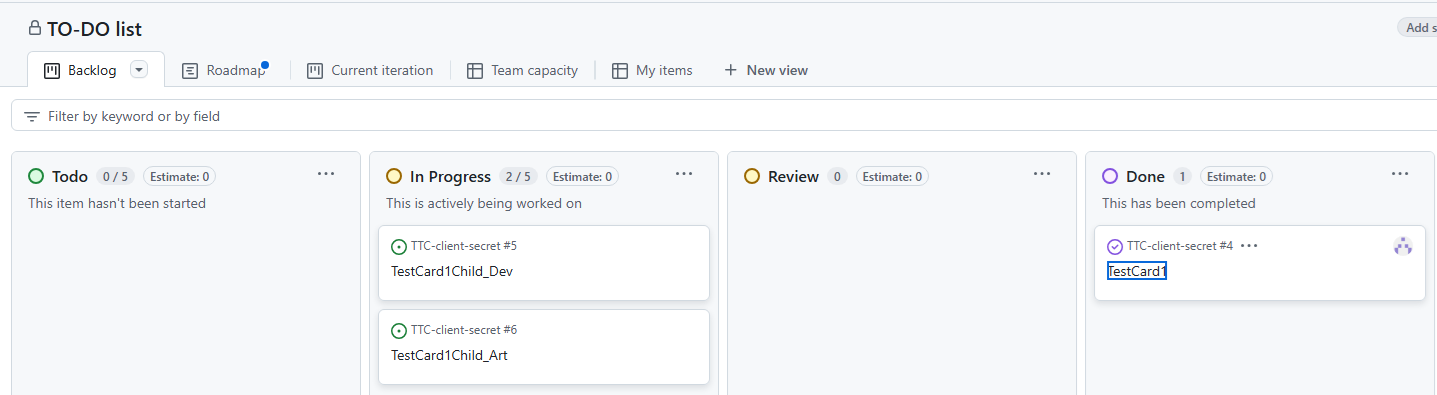 TO-DO list
Add s
Backlog
Roadmap
Current iteration
Team capacity
My items
New view
Filter by keyword or by field
Todo 0 / 5 Estimate: 0
This item hasn't been started
In Progress 2 / 5 Estimate: 0
This is actively being worked on
TTC-client-secret #5
TestCard1Child_Dev
TTC-client-secret #6
TestCard1Child_Art
Review 0 Estimate: 0
Done 1 Estimate: 0
This has been completed
TTC-client-secret #4
TestCard1